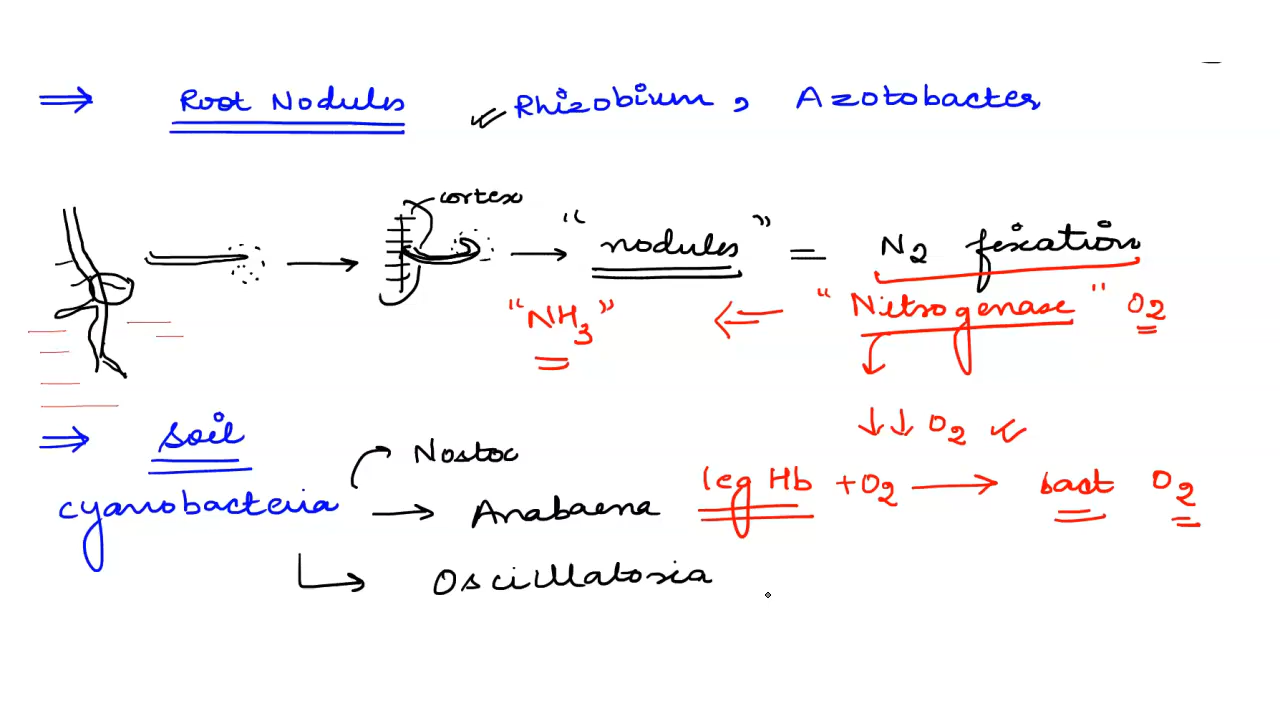 ⇒ Root Nodules ✓ Rhizobium, Azotobacter
cortex
→ → "nodules" = N2 fixation
"NH3" ⇐ "Nitrogenase" O2
↓↓ O2 ✓
⇒ Soil
Nostoc
cyanobacteria → Anabaena
leg Hb + O2 → bact O2
Oscillatoria